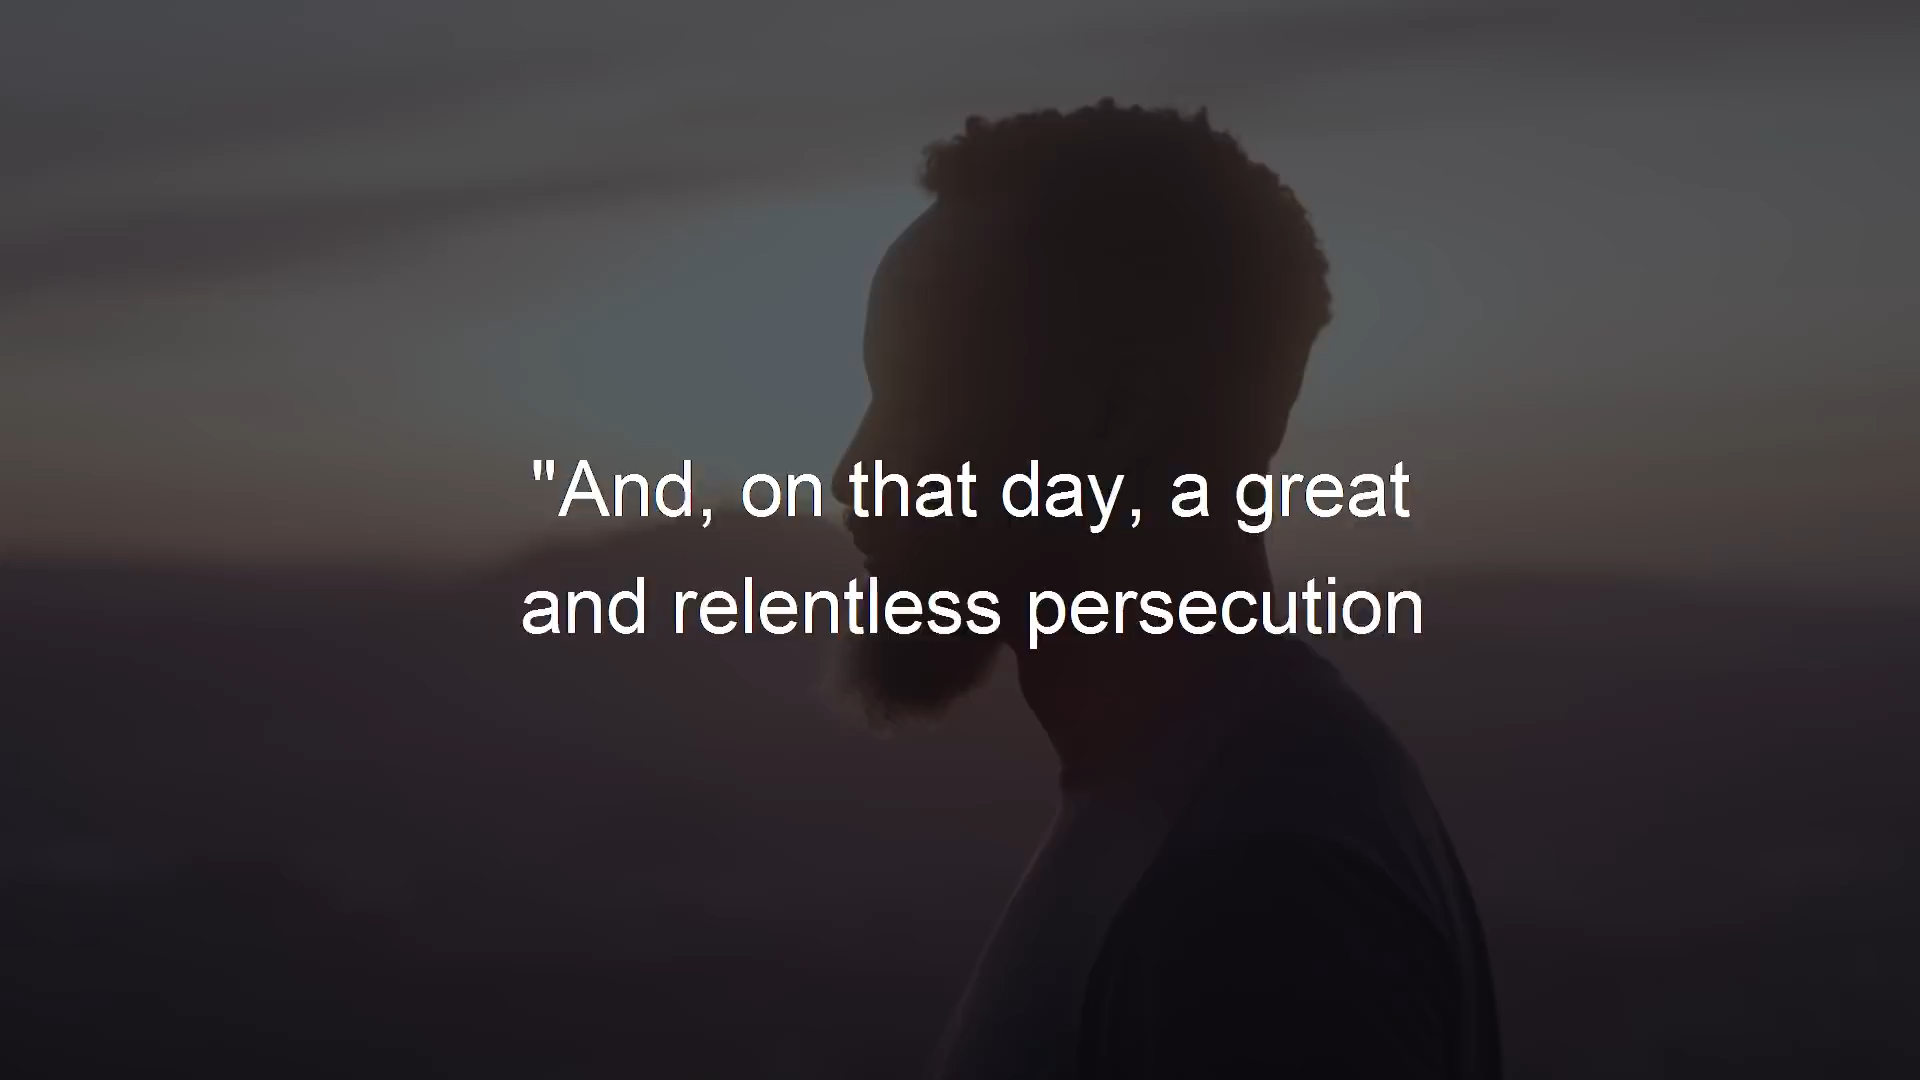 "And, on that day, a great
and relentless persecution